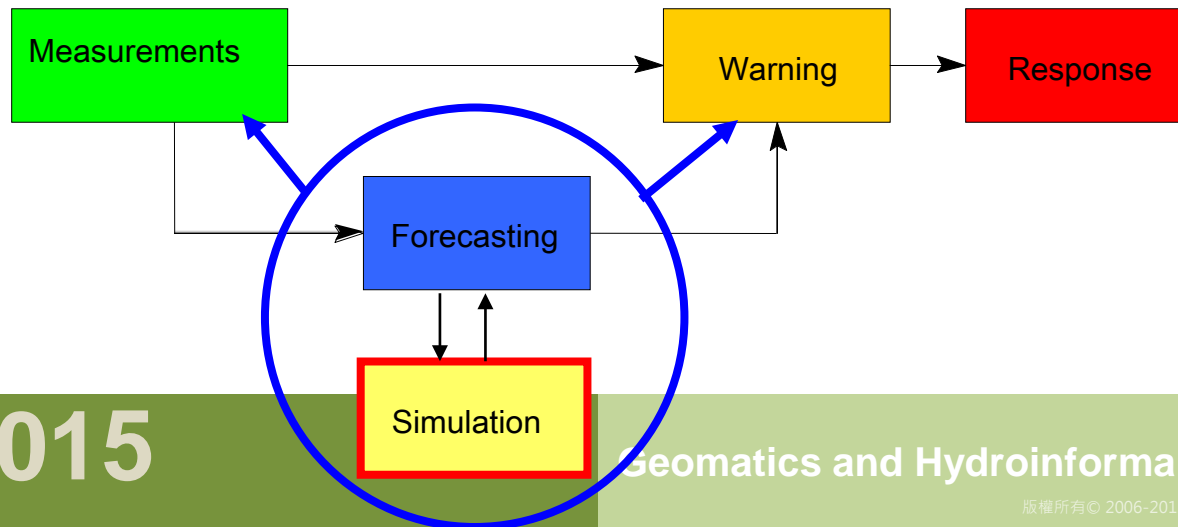 Measurements
Warning
Response
Forecasting
Simulation
015
Geomatics and Hydroinforma
版權所有© 2006-201